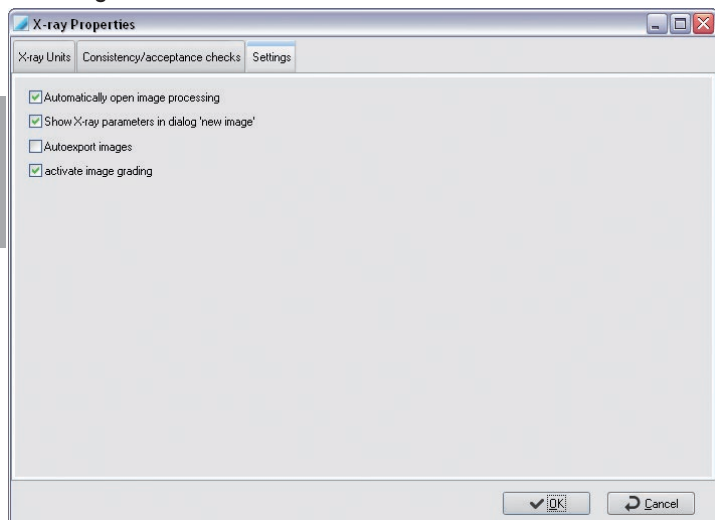 X-ray Properties
X-ray Units Consistency/acceptance checks Settings
Automatically open image processing
Show X-ray parameters in dialog 'new image'
Autoexport images
activate image grading
OK Cancel